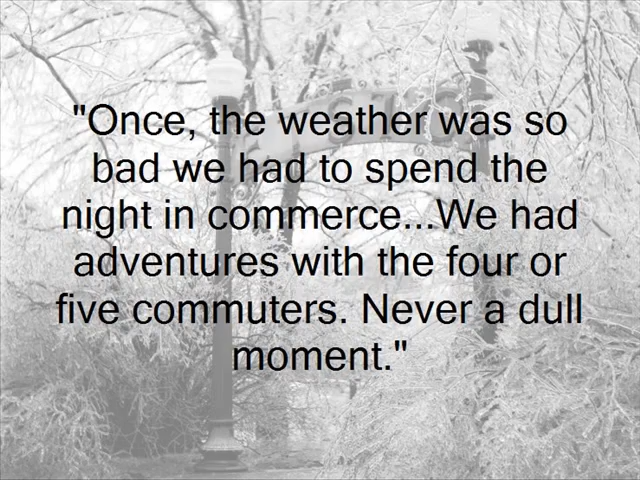 "Once, the weather was so
bad we had to spend the
night in commerce...We had
adventures with the four or
five commuters. Never a dull
moment."